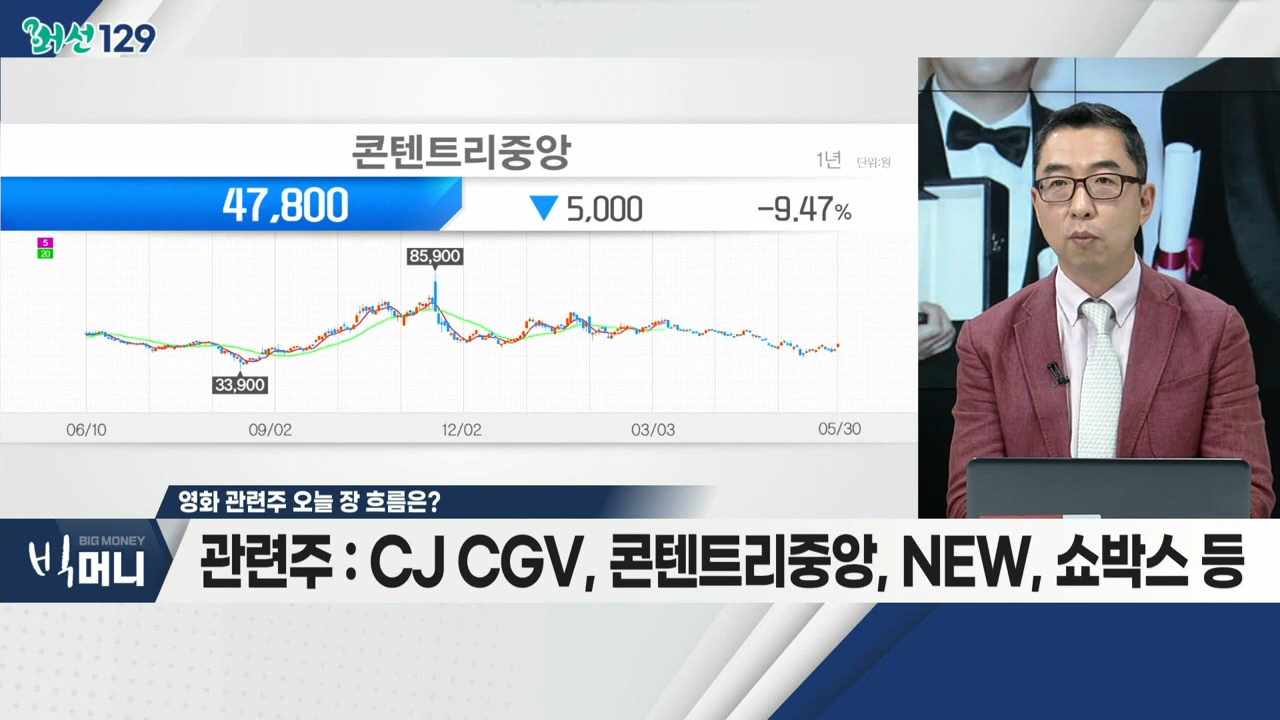 머선129
콘텐트리중앙
1년 단위:원
47,800 ▼ 5,000 -9.47%
5
20
85,900
33,900
06/10 09/02 12/02 03/03 05/30
영화 관련주 오늘 장 흐름은?
BIG MONEY
빅머니
관련주 : CJ CGV, 콘텐트리중앙, NEW, 쇼박스 등